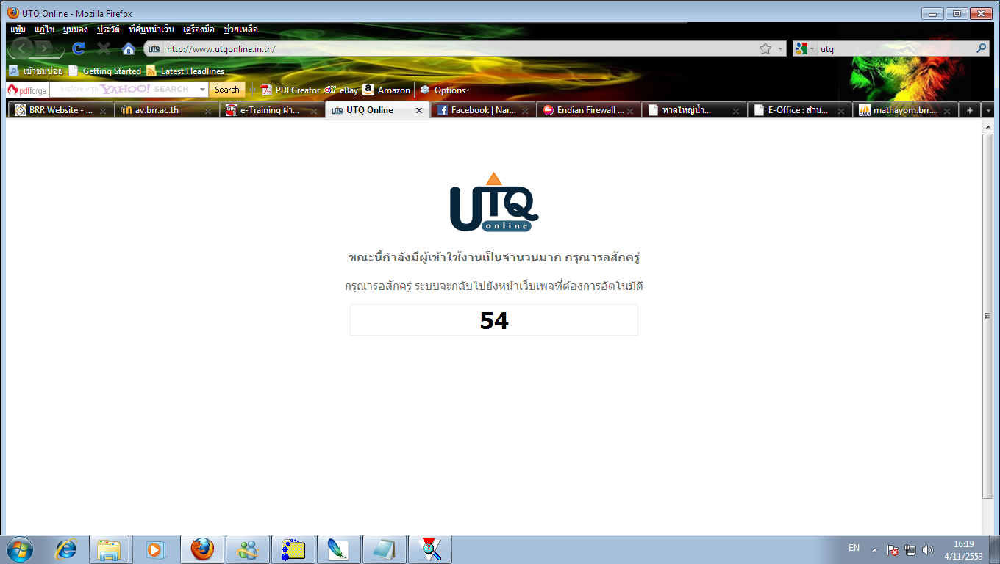 UTQ Online - Mozilla Firefox
แฟ้ม แก้ไข มุมมอง ประวัติ ที่คั่นหน้าเว็บ เครื่องมือ ช่วยเหลือ
UTQ http://www.utqonline.in.th/ utq
เข้าชมบ่อย Getting Started Latest Headlines
pdfforge explore with YAHOO! SEARCH Search PDFCreator eBay Amazon Options
BRR Website - ... av.brr.ac.th e-Training ผ่า... UTQ Online Facebook | Nar... Endian Firewall ... หาดใหญ่น้ำ... E-Office : สำน... mathayom.brr....
UTQ
online
ขณะนี้กำลังมีผู้เข้าใช้งานเป็นจำนวนมาก กรุณารอสักครู่
กรุณารอสักครู่ ระบบจะกลับไปยังหน้าเว็บเพจที่ต้องการอัตโนมัติ
54
EN 16:19
4/11/2553